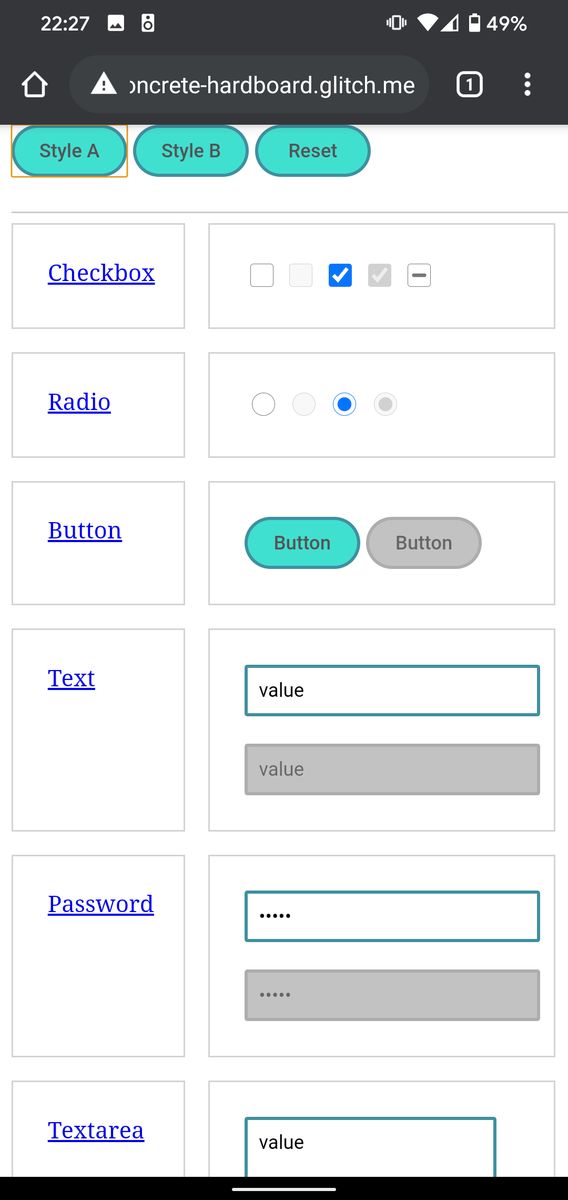 22:27 49%
oncrete-hardboard.glitch.me 1
Style A Style B Reset
Checkbox
Radio
Button Button Button
Text value
value
Password •••••
•••••
Textarea value